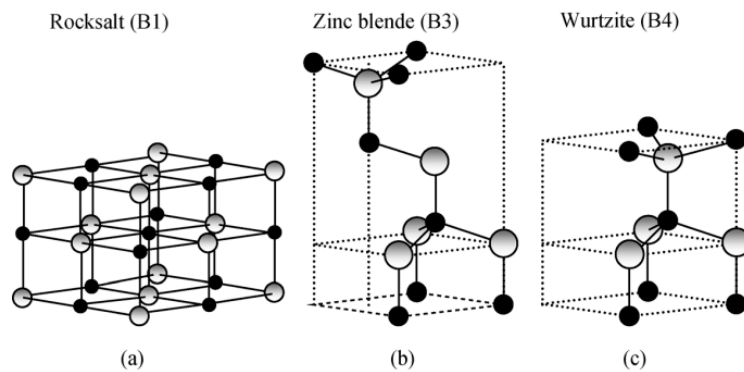 Rocksalt (B1)
Zinc blende (B3)
Wurtzite (B4)
(a)
(b)
(c)